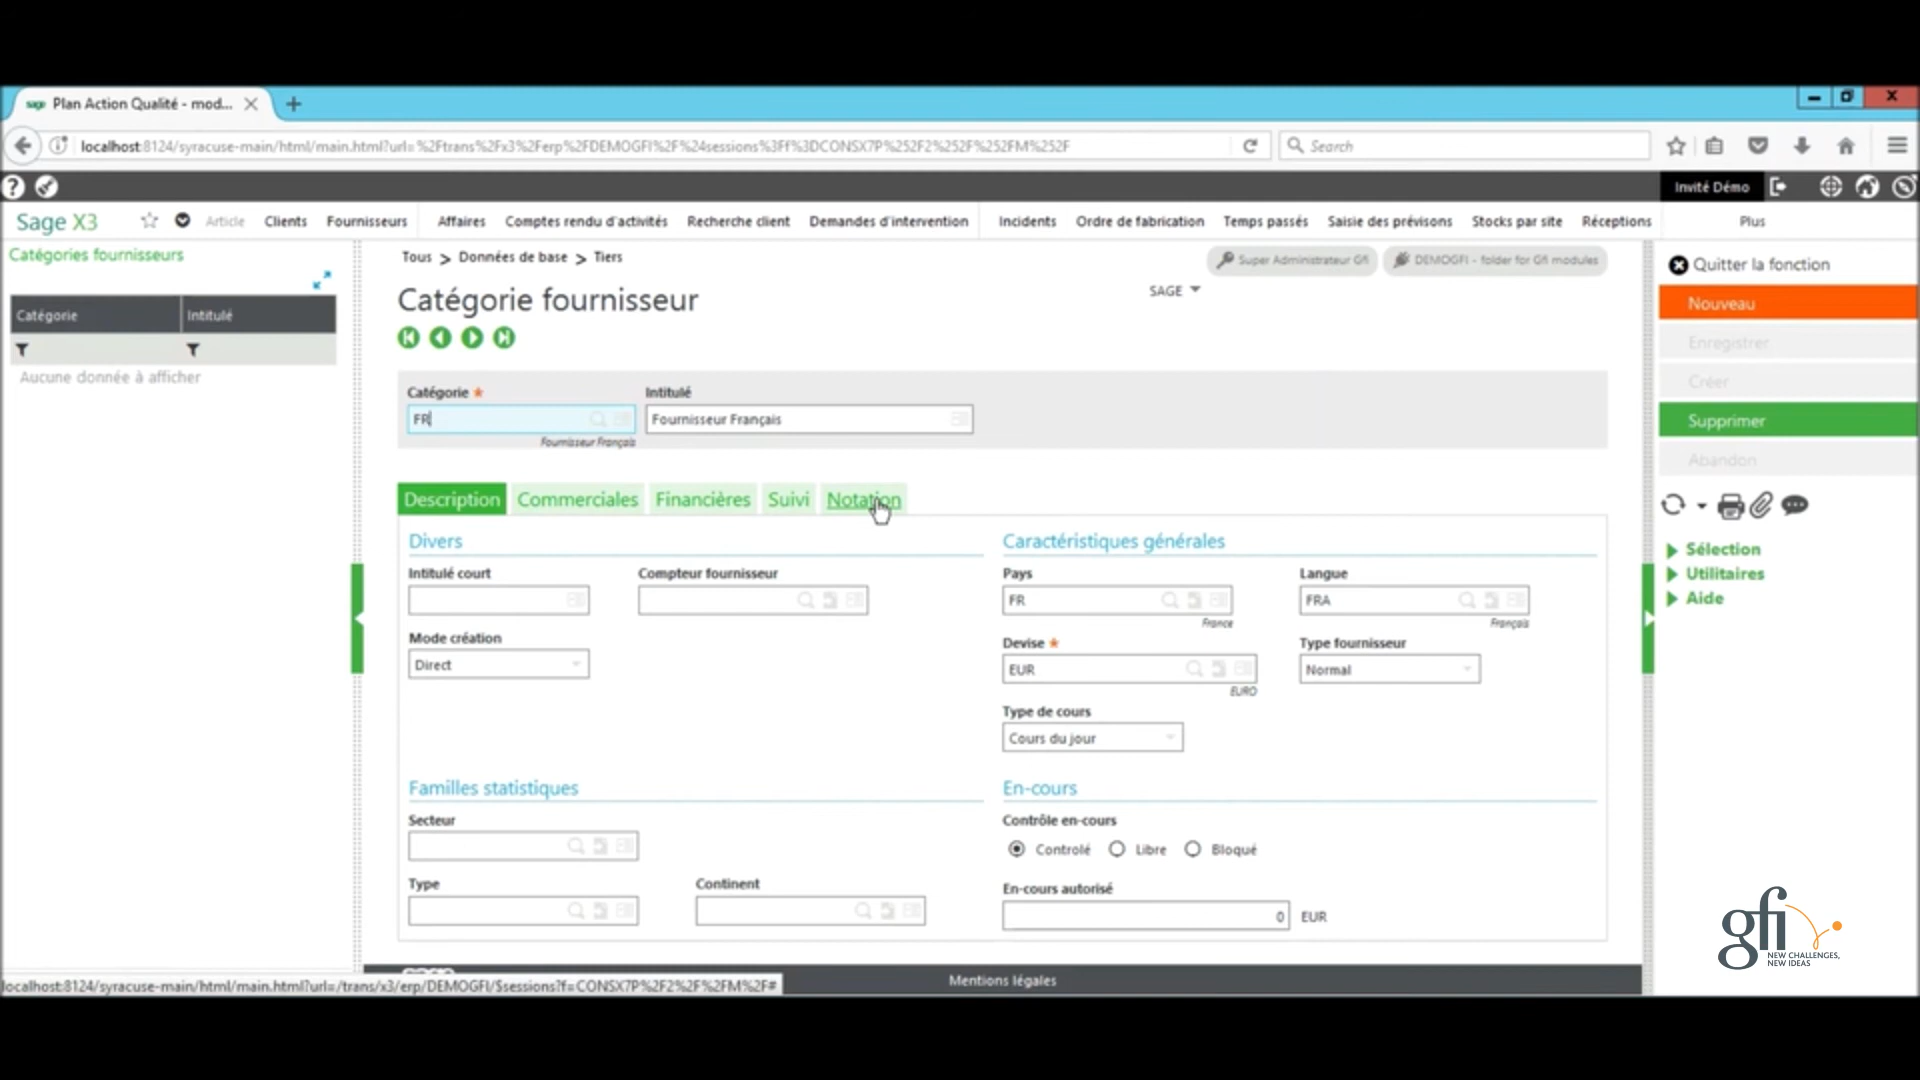 sage Plan Action Qualité - mod...
localhost:8124/syracuse-main/html/main.html?url=%2Ftrans%2Fx3%2Ferp%2FDEMOGFI%2F%24sessions%3Ff%3DCONSX7P%252F2%252F%252FM%252F
Search
Invité Démo
Sage X3
Article Clients Fournisseurs Affaires Comptes rendu d'activités Recherche client Demandes d'intervention Incidents Ordre de fabrication Temps passés Saisie des prévisons Stocks par site Réceptions Plus
Catégories fournisseurs
Catégorie Intitulé
Aucune donnée à afficher
Tous > Données de base > Tiers
Super Administrateur Gfi
DEMOGFI - folder for Gfi modules
Catégorie fournisseur
SAGE
Catégorie * Intitulé
FR Fournisseur Français
Fournisseur Français
Description Commerciales Financières Suivi Notation
Divers
Intitulé court Compteur fournisseur
Mode création
Direct
Caractéristiques générales
Pays Langue
FR FRA
France Français
Devise * Type fournisseur
EUR Normal
EURO
Type de cours
Cours du jour
Familles statistiques
Secteur
Type Continent
En-cours
Contrôle en-cours
Controlé Libre Bloqué
En-cours autorisé
0 EUR
Quitter la fonction
Nouveau
Enregistrer
Créer
Supprimer
Abandon
Sélection
Utilitaires
Aide
gfi
NEW CHALLENGES,
NEW IDEAS
Mentions légales
localhost:8124/syracuse-main/html/main.html?url=/trans/x3/erp/DEMOGFI/$sessions?f=CONSX7P%2F2%2F%2FM%2F#